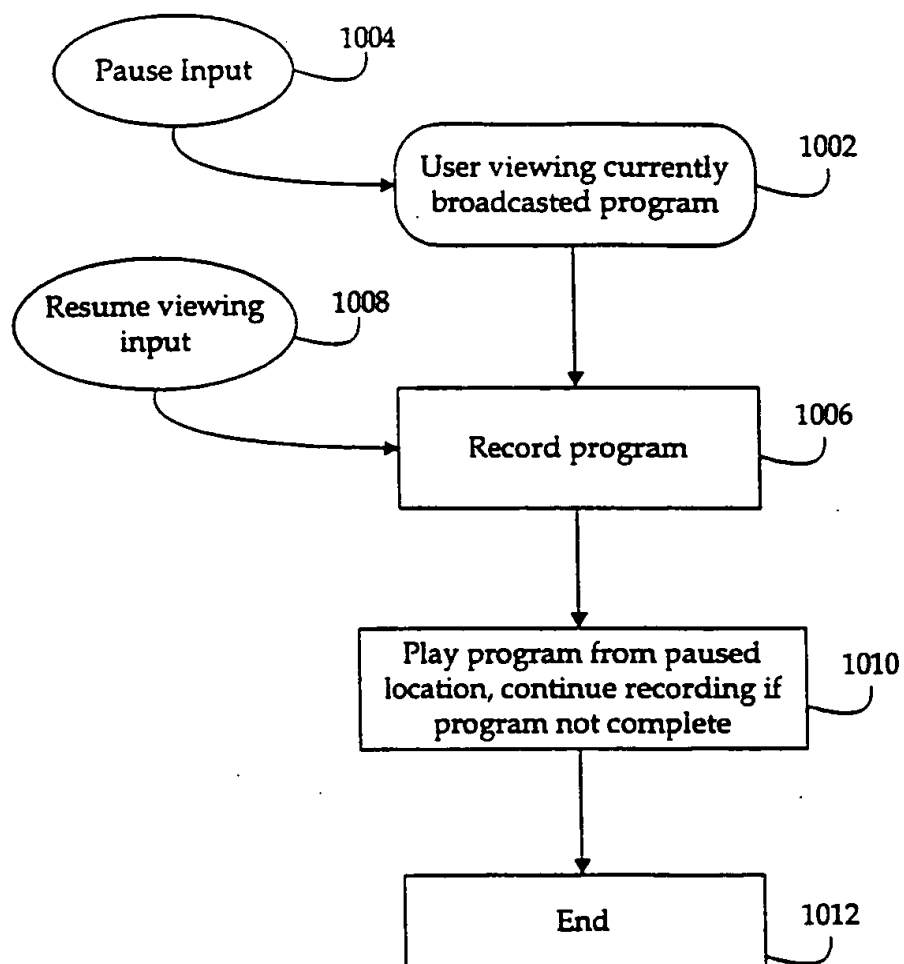 1004
Pause Input
1002
User viewing currently
broadcasted program
1008
Resume viewing
input
1006
Record program
1010
Play program from paused
location, continue recording if
program not complete
End
1012